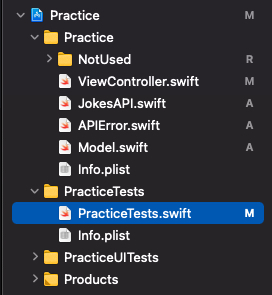 Practice M
Practice
NotUsed R
ViewController.swift M
JokesAPI.swift A
APIError.swift A
Model.swift A
Info.plist
PracticeTests
PracticeTests.swift M
Info.plist
PracticeUITests
Products